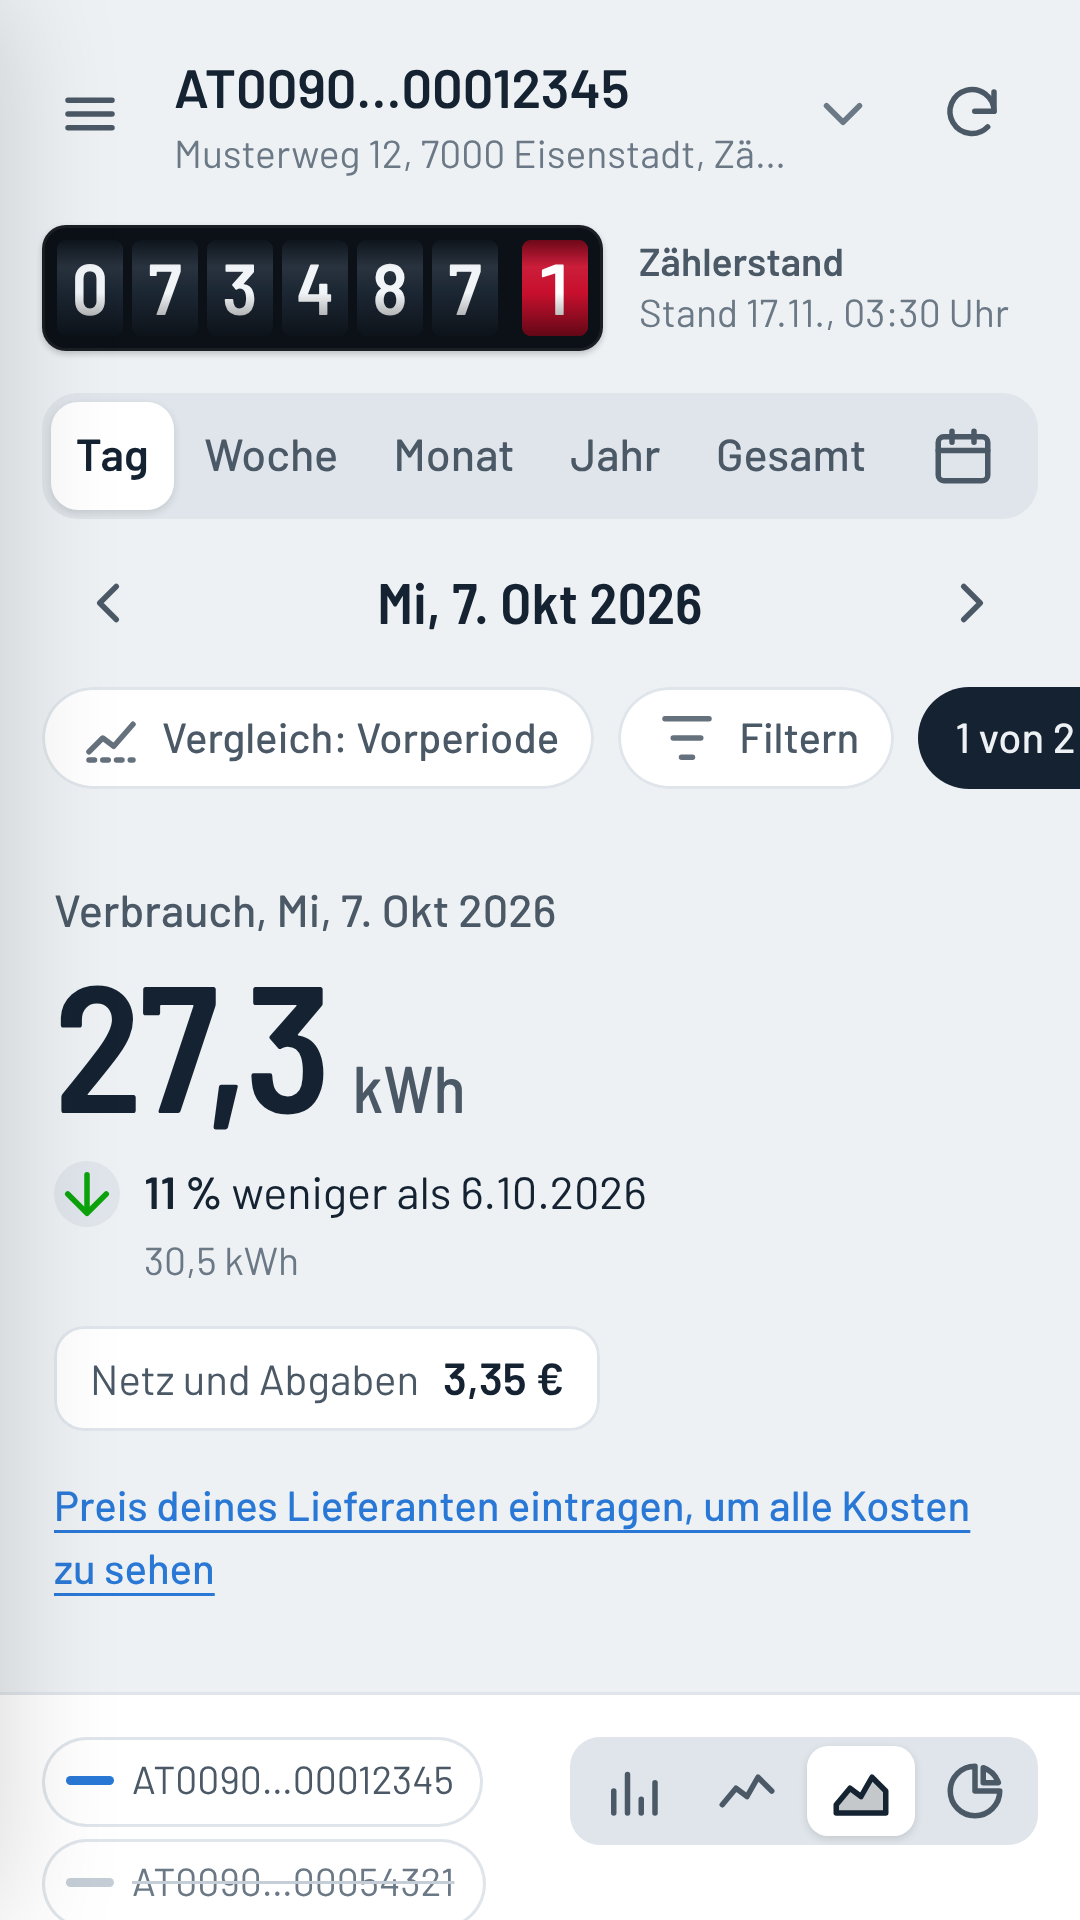 AT0090...00012345
Musterweg 12, 7000 Eisenstadt, Zä...
0 7 3 4 8 7 1
Zählerstand
Stand 17.11., 03:30 Uhr
Tag Woche Monat Jahr Gesamt
Mi, 7. Okt 2026
Vergleich: Vorperiode Filtern 1 von 2
Verbrauch, Mi, 7. Okt 2026
27,3 kWh
11 % weniger als 6.10.2026
30,5 kWh
Netz und Abgaben 3,35 €
Preis deines Lieferanten eintragen, um alle Kosten
zu sehen
AT0090...00012345
AT0090...00054321